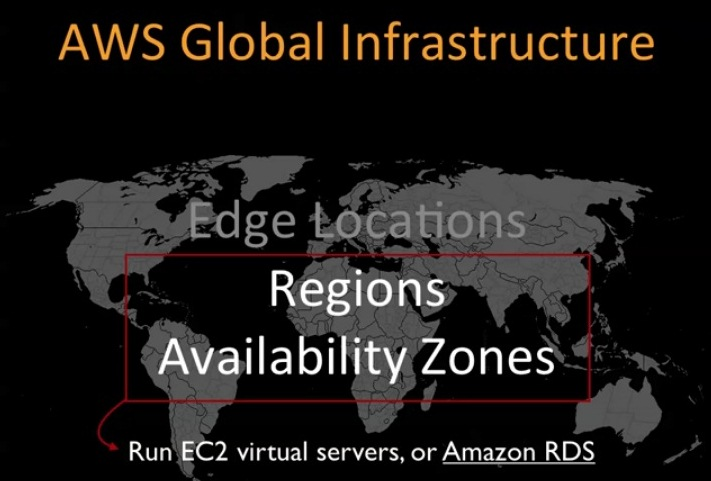 AWS Global Infrastructure
Edge Locations
Regions
Availability Zones
Run EC2 virtual servers, or Amazon RDS